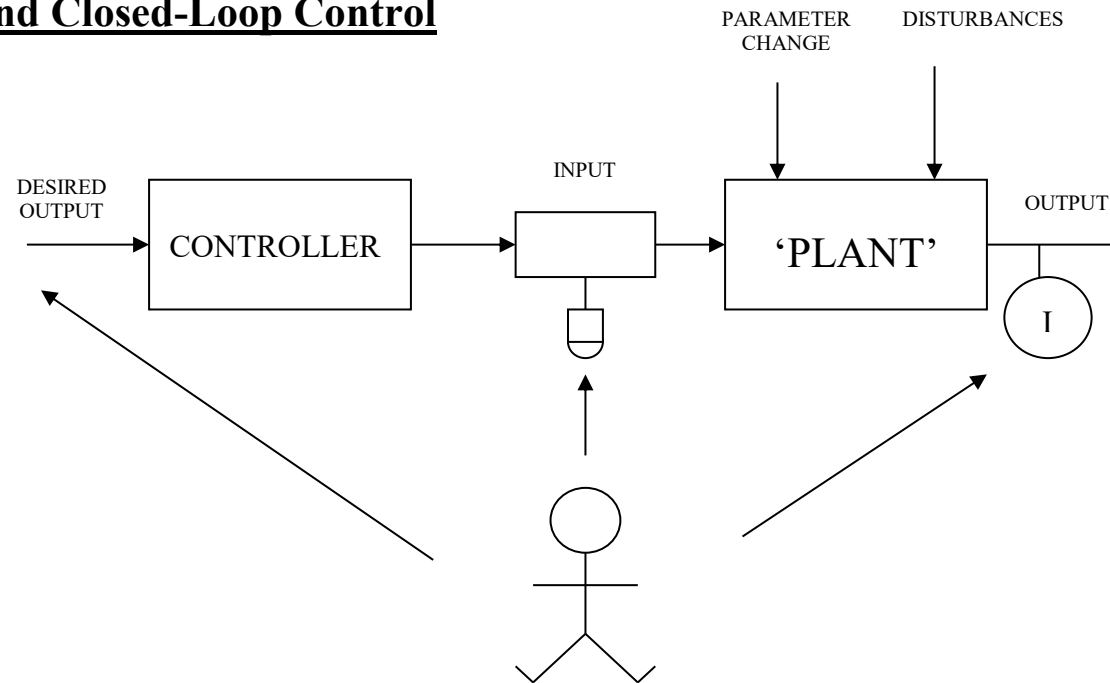 nd Closed-Loop Control
PARAMETER
CHANGE
DISTURBANCES
INPUT
DESIRED
OUTPUT
OUTPUT
CONTROLLER
‘PLANT’
I